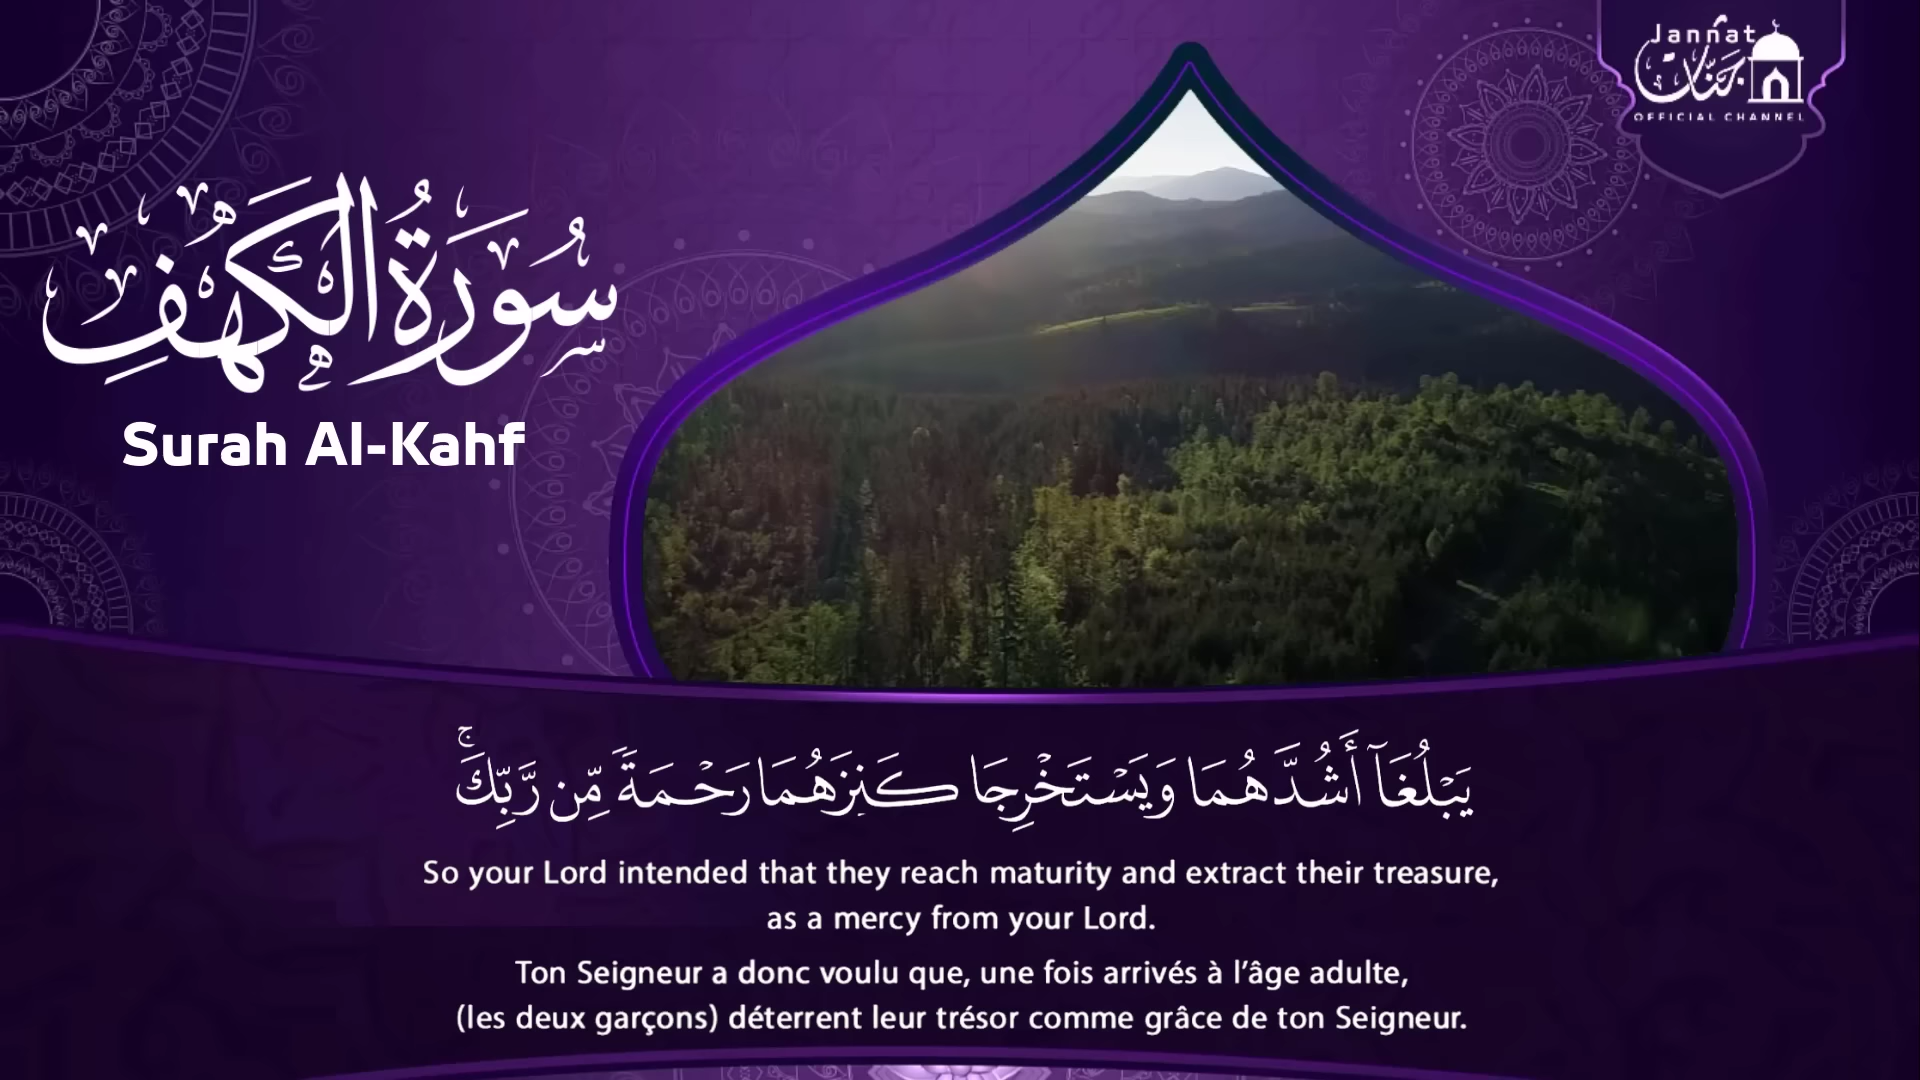 Jannat
جنات
OFFICIAL CHANNEL
سُورَةُ الْكَهْفِ
Surah Al-Kahf
يَبْلُغَآ أَشُدَّهُمَا وَيَسْتَخْرِجَا كَنزَهُمَا رَحْمَةً مِّن رَّبِّكَ ۚ
So your Lord intended that they reach maturity and extract their treasure,
as a mercy from your Lord.
Ton Seigneur a donc voulu que, une fois arrivés à l’âge adulte,
(les deux garçons) déterrent leur trésor comme grâce de ton Seigneur.